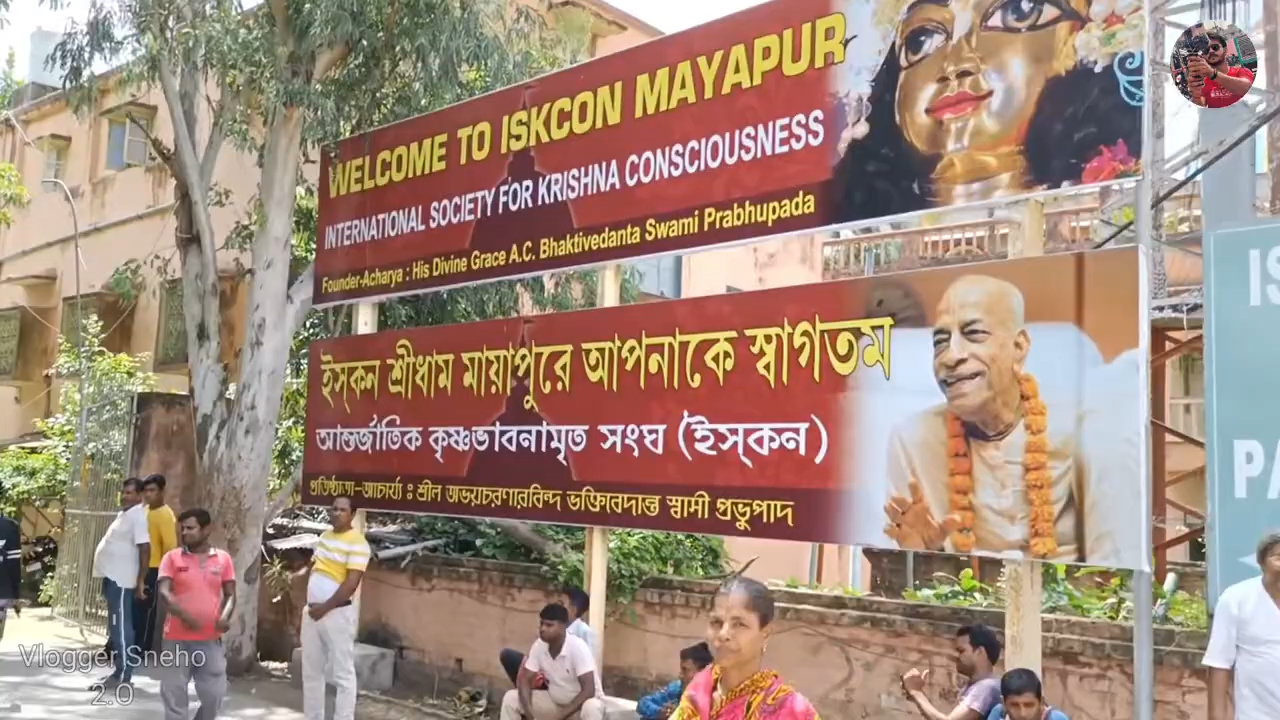 WELCOME TO ISKCON MAYAPUR
INTERNATIONAL SOCIETY FOR KRISHNA CONSCIOUSNESS
Founder-Acharya : His Divine Grace A.C. Bhaktivedanta Swami Prabhupada
ইস্‌কন শ্রীধাম মায়াপুরে আপনাকে স্বাগতম
আন্তর্জাতিক কৃষ্ণভাবনামৃত সংঘ (ইস্‌কন)
প্রতিষ্ঠাতা-আচার্য্য : শ্রীল অভয়চরণারবিন্দ ভক্তিবেদান্ত স্বামী প্রভুপাদ
IS
PA
Vlogger Sneho
2.0